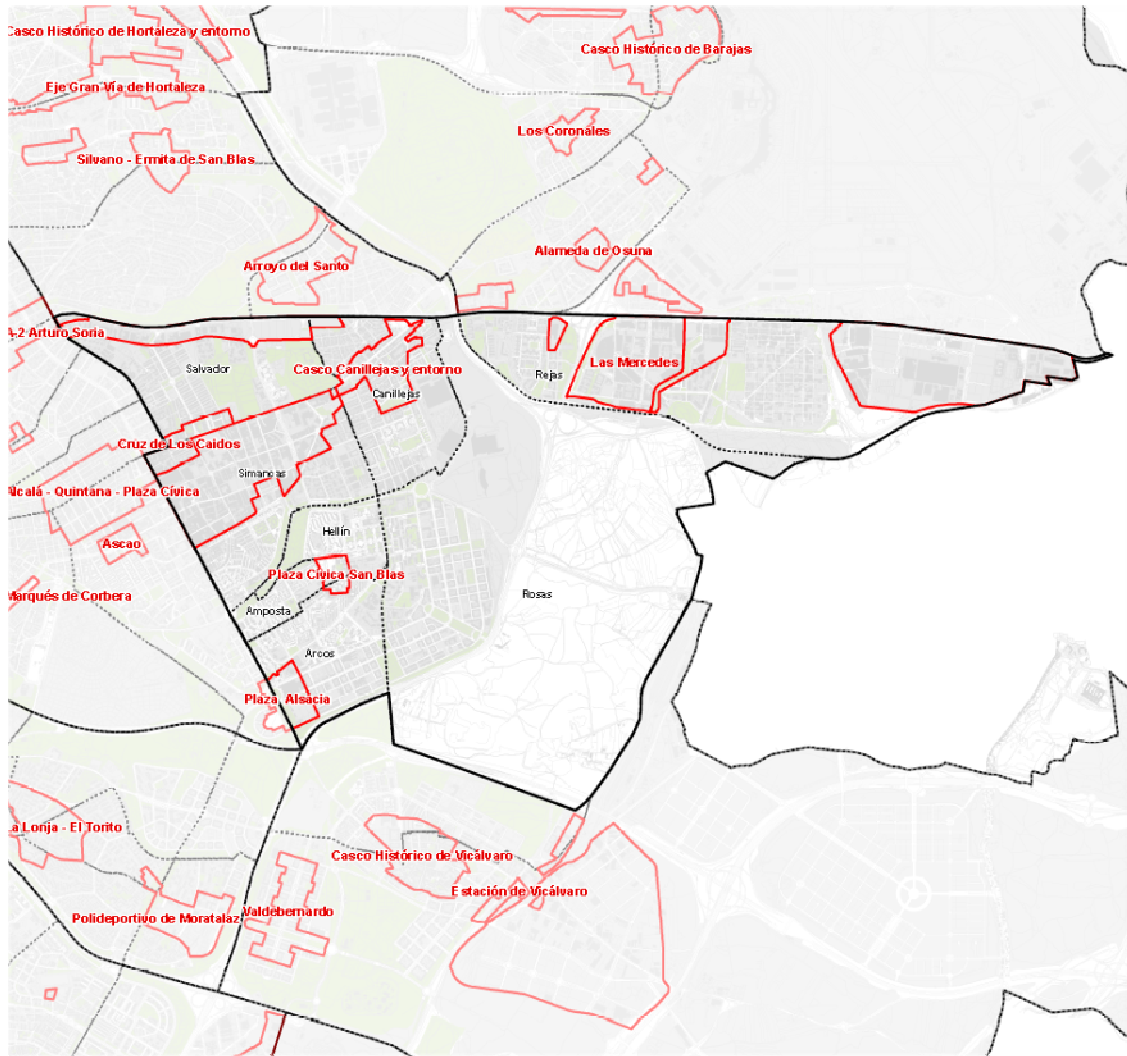 Casco Histórico de Hortaleza y entorno
Casco Histórico de Barajas
Eje Gran Vía de Hortaleza
Los Coronales
Silvano - Ermita de San Blas
Alameda de Osuna
Arroyo del Santo
A-2 Arturo Soria
Salvador
Casco Canillejas y entorno
Rejas
Las Mercedes
Canillejas
Cruz de Los Caidos
Simancas
Alcalá - Quintana - Plaza Cívica
Hellín
Ascao
Plaza Cívica San Blas
Marqués de Corbera
Rosas
Amposta
Arcos
Plaza Alsacia
a Lonja - El Torito
Casco Histórico de Vicálvaro
Estación de Vicálvaro
Polideportivo de Moratalaz
Valdebernardo